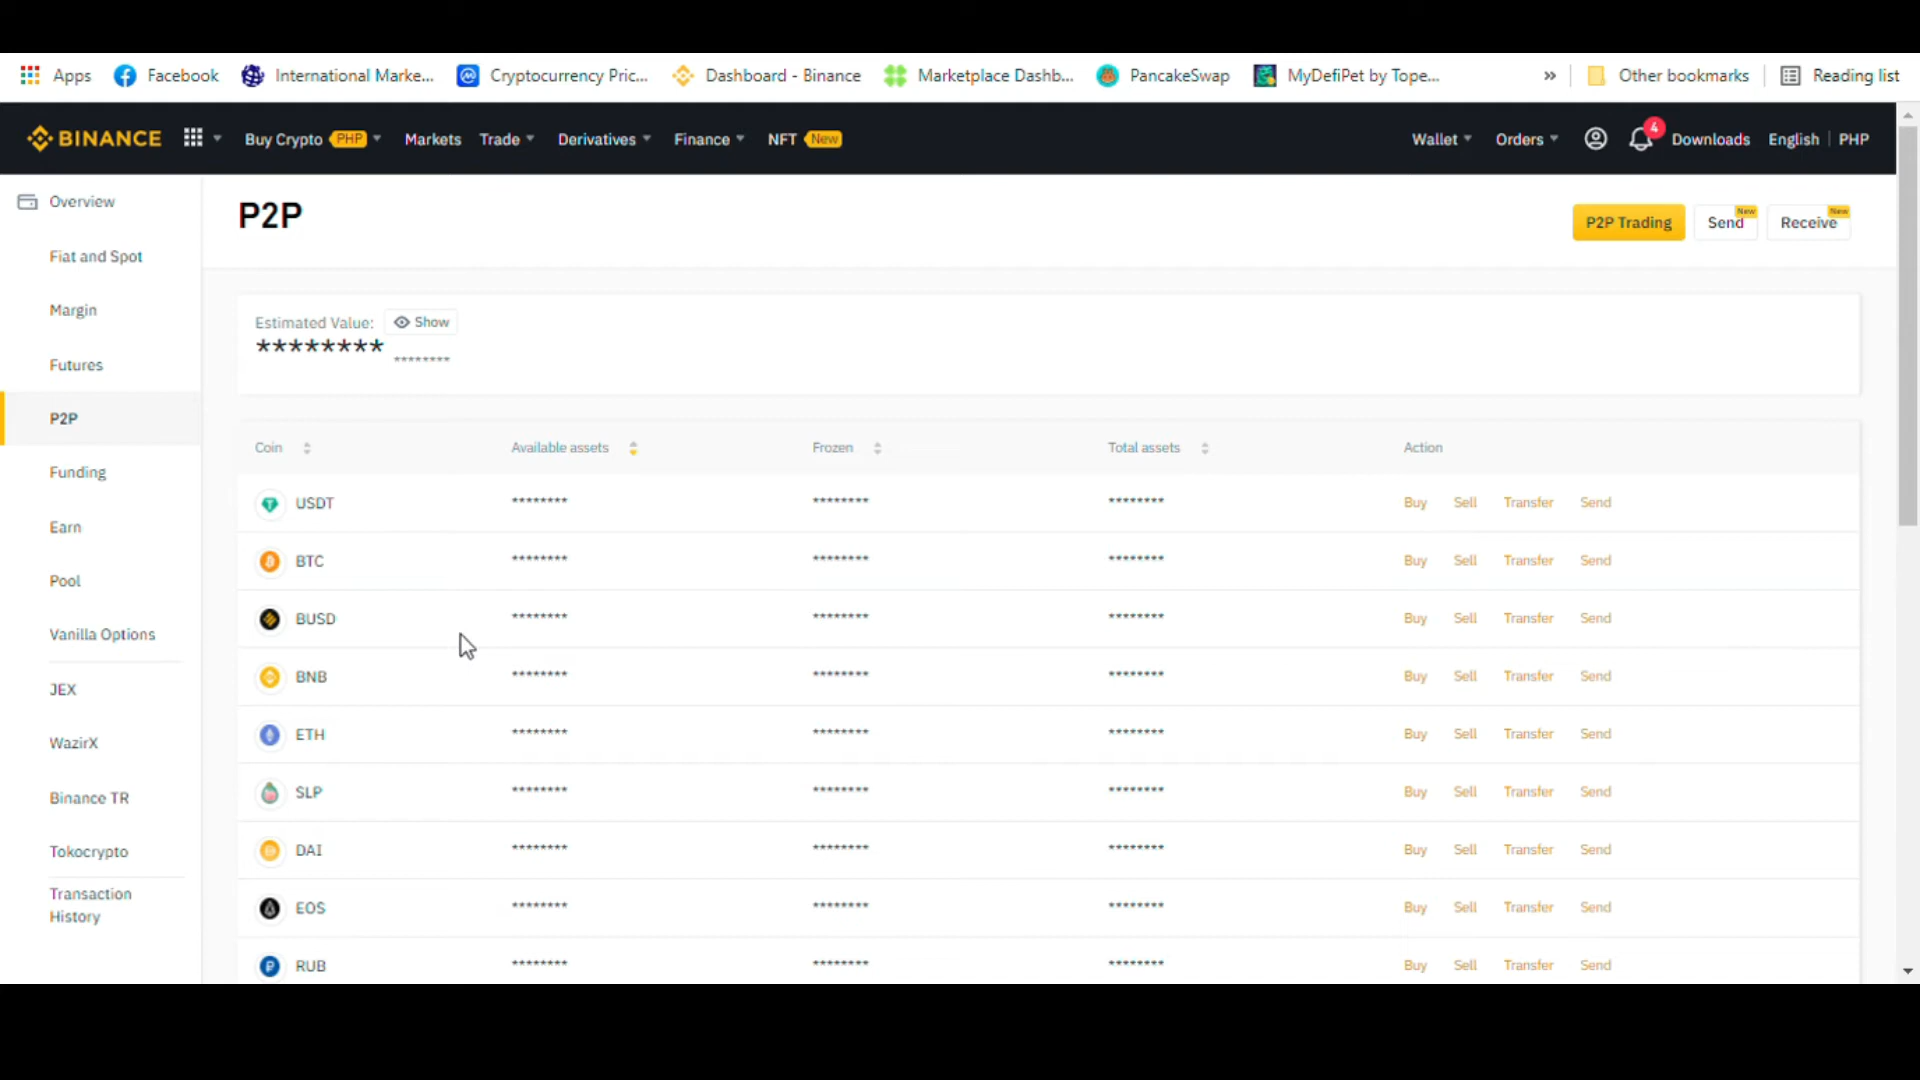 Apps Facebook International Marke... Cryptocurrency Pric... Dashboard - Binance Marketplace Dashb... PancakeSwap MyDefiPet by Tope... » Other bookmarks Reading list
BINANCE Buy Crypto PHP Markets Trade Derivatives Finance NFT New Wallet Orders 4 Downloads English | PHP
Overview
Fiat and Spot
Margin
Futures
P2P
Funding
Earn
Pool
Vanilla Options
JEX
WazirX
Binance TR
Tokocrypto
Transaction
History
P2P
P2P Trading Send New Receive New
Estimated Value: Show
******** ********
Coin Available assets Frozen Total assets Action
USDT ******** ******** ******** Buy Sell Transfer Send
BTC ******** ******** ******** Buy Sell Transfer Send
BUSD ******** ******** ******** Buy Sell Transfer Send
BNB ******** ******** ******** Buy Sell Transfer Send
ETH ******** ******** ******** Buy Sell Transfer Send
SLP ******** ******** ******** Buy Sell Transfer Send
DAI ******** ******** ******** Buy Sell Transfer Send
EOS ******** ******** ******** Buy Sell Transfer Send
RUB ******** ******** ******** Buy Sell Transfer Send